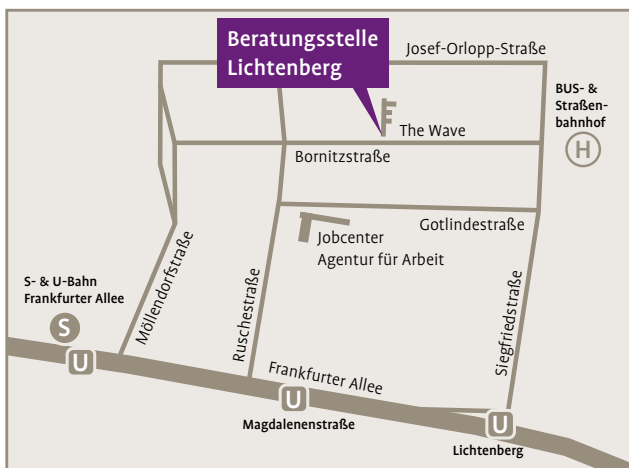 Beratungsstelle
Lichtenberg
Josef-Orlopp-Straße
BUS- &
Straßen-
bahnhof
H
The Wave
Bornitzstraße
Gotlindestraße
Jobcenter
Agentur für Arbeit
S- & U-Bahn
Frankfurter Allee
S
U
Möllendorfstraße
Ruschestraße
Siegfriedstraße
Frankfurter Allee
U
Magdalenenstraße
U
Lichtenberg